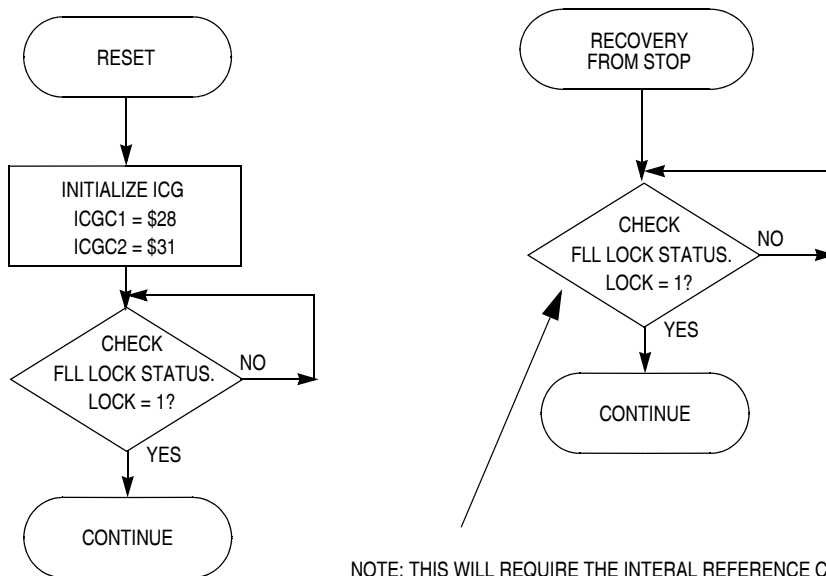 RESET
INITIALIZE ICG
ICGC1 = $28
ICGC2 = $31
CHECK
FLL LOCK STATUS.
LOCK = 1?
NO
YES
CONTINUE
RECOVERY
FROM STOP
CHECK
FLL LOCK STATUS.
LOCK = 1?
NO
YES
CONTINUE
NOTE: THIS WILL REQUIRE THE INTERAL REFERENCE